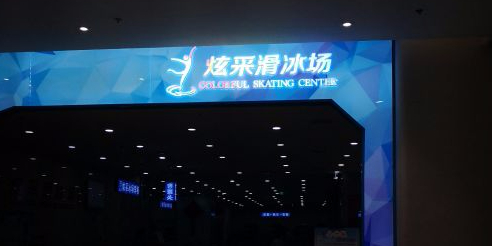 炫采滑冰场
COLORFUL SKATING CENTER